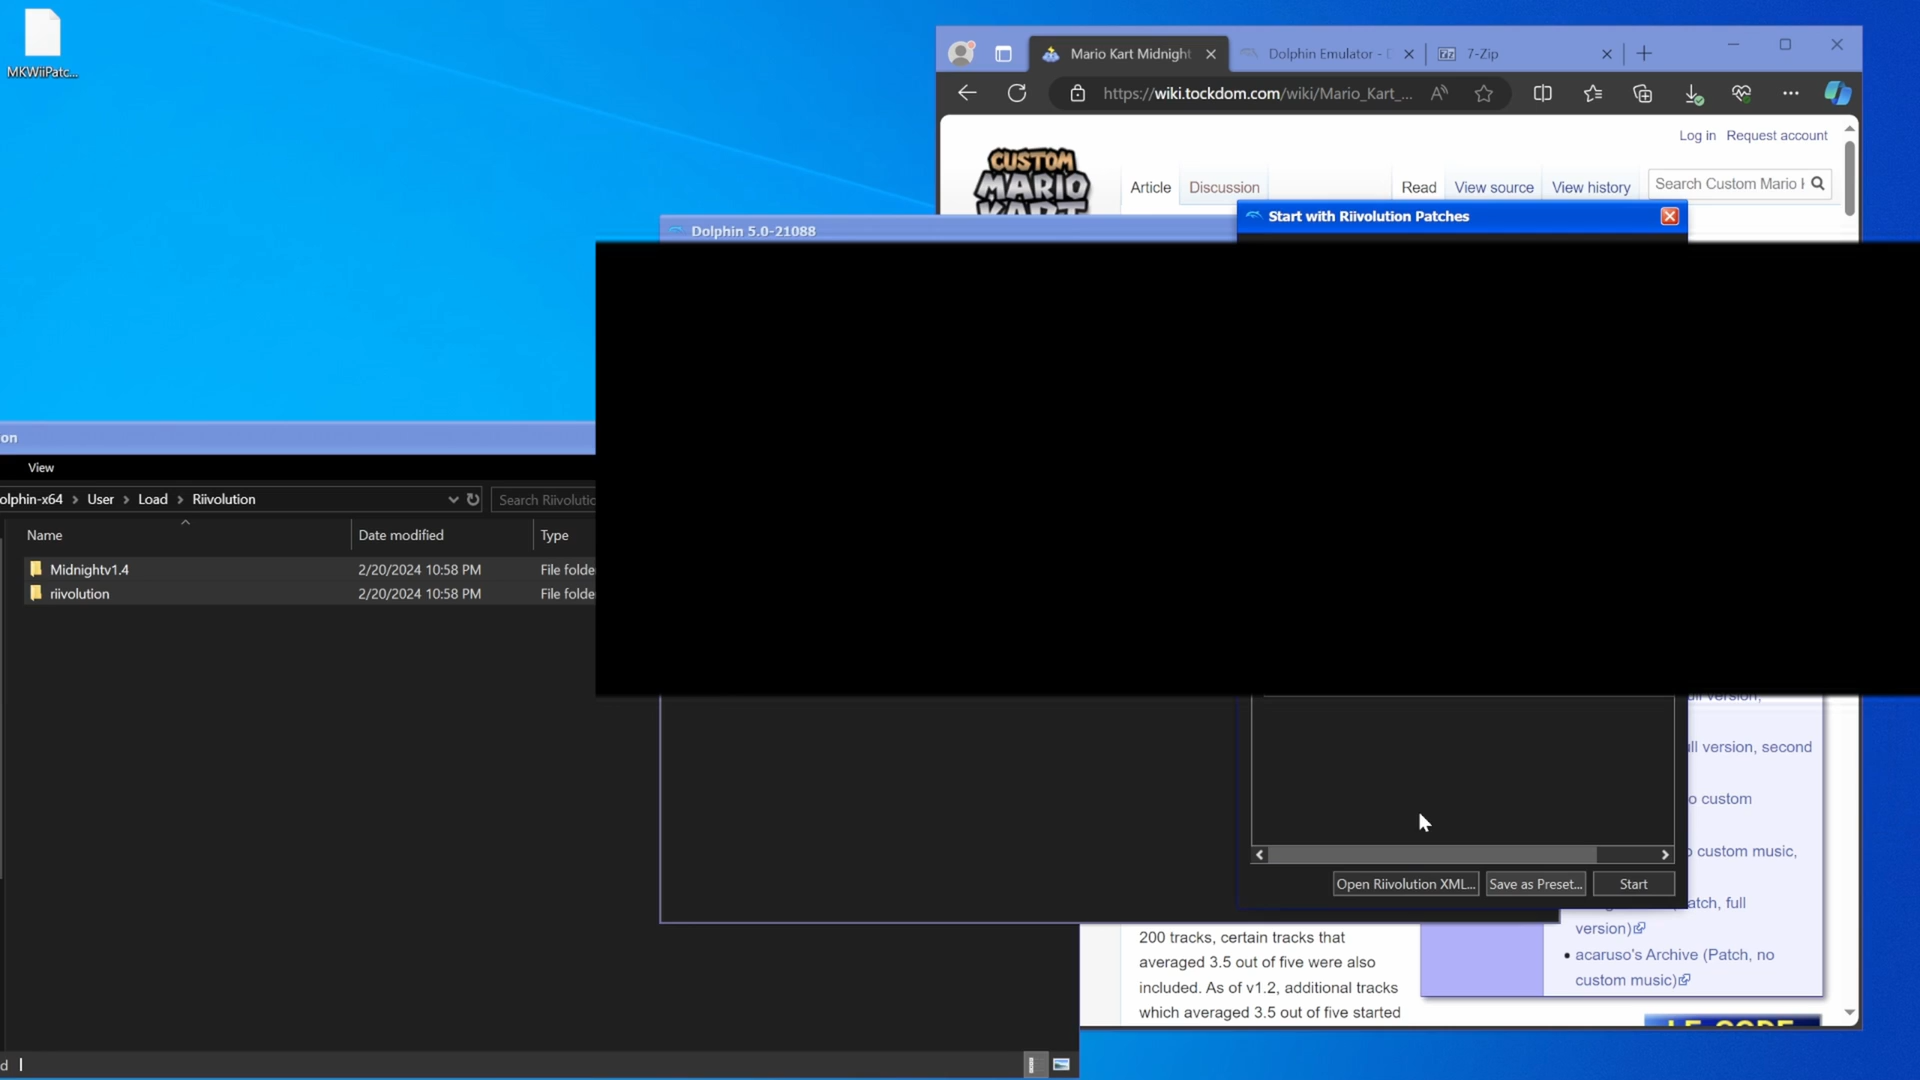 MKWiiPatc...
Mario Kart Midnight
Dolphin Emulator - D
7-Zip
https://wiki.tockdom.com/wiki/Mario_Kart_...
Log in Request account
CUSTOM
MARIO
KART
Article Discussion Read View source View history Search Custom Mario
Start with Riivolution Patches
Dolphin 5.0-21088
on
View
olphin-x64 > User > Load > Riivolution
Search Riivolutio
Name Date modified Type
Midnightv1.4 2/20/2024 10:58 PM File folde
riivolution 2/20/2024 10:58 PM File folde
ull version,
ull version, second
o custom
o custom music,
Open Riivolution XML...
Save as Preset...
Start
atch, full
version)
• acaruso's Archive (Patch, no
custom music)
200 tracks, certain tracks that
averaged 3.5 out of five were also
included. As of v1.2, additional tracks
which averaged 3.5 out of five started
LE-CODE
d